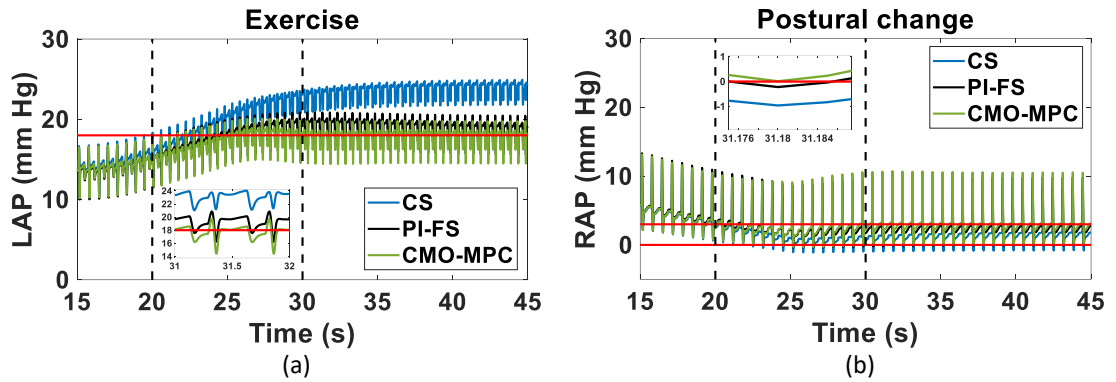 Exercise
LAP (mm Hg)
30
20
10
0
24
22
20
18
16
14
31
31.5
32
CS
PI-FS
CMO-MPC
15 20 25 30 35 40 45
Time (s)
(a)
Postural change
RAP (mm Hg)
30
20
10
0
1
0
-1
31.176 31.18 31.184
CS
PI-FS
CMO-MPC
15 20 25 30 35 40 45
Time (s)
(b)